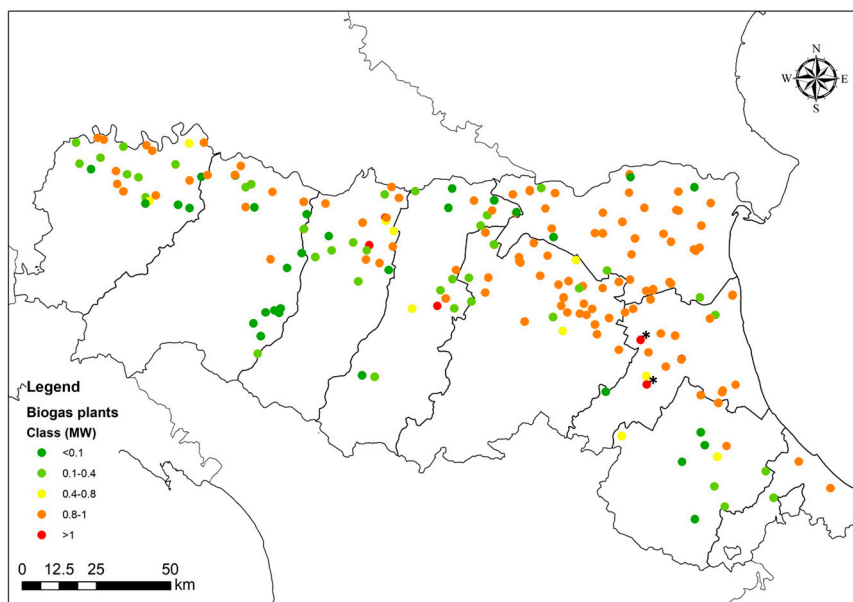 N
W E
S
*
*
Legend
Biogas plants
Class (MW)
<0.1
0.1-0.4
0.4-0.8
0.8-1
>1
0 12.5 25 50
km